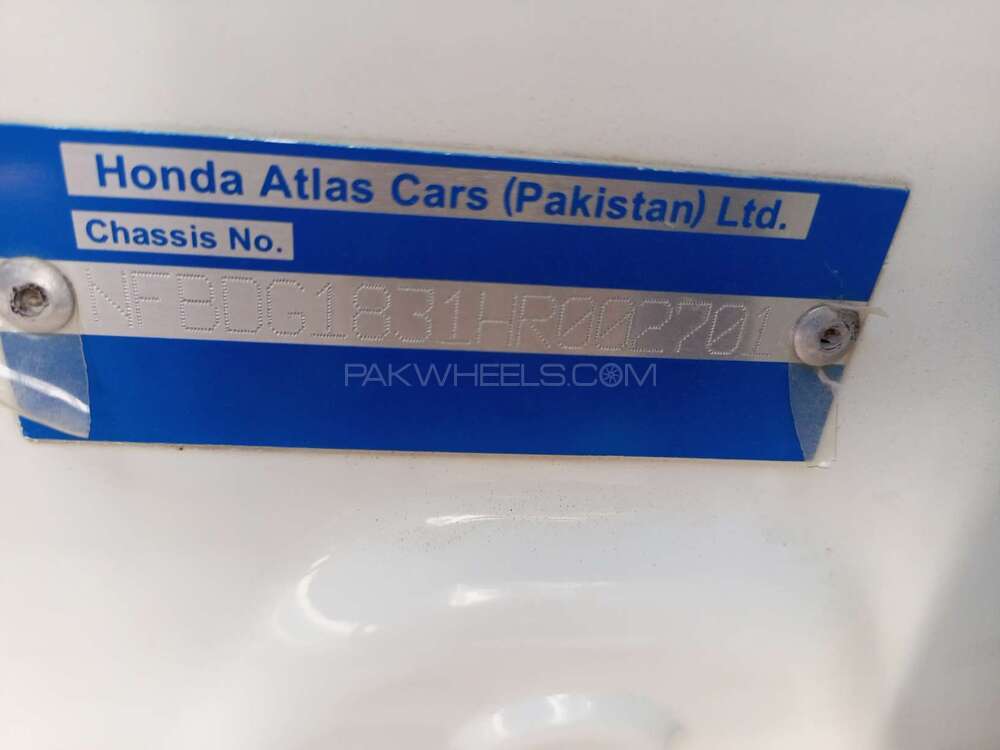 Honda Atlas Cars (Pakistan) Ltd.
Chassis No.
NFBDG1831HR002701
PAKWHEELS.COM